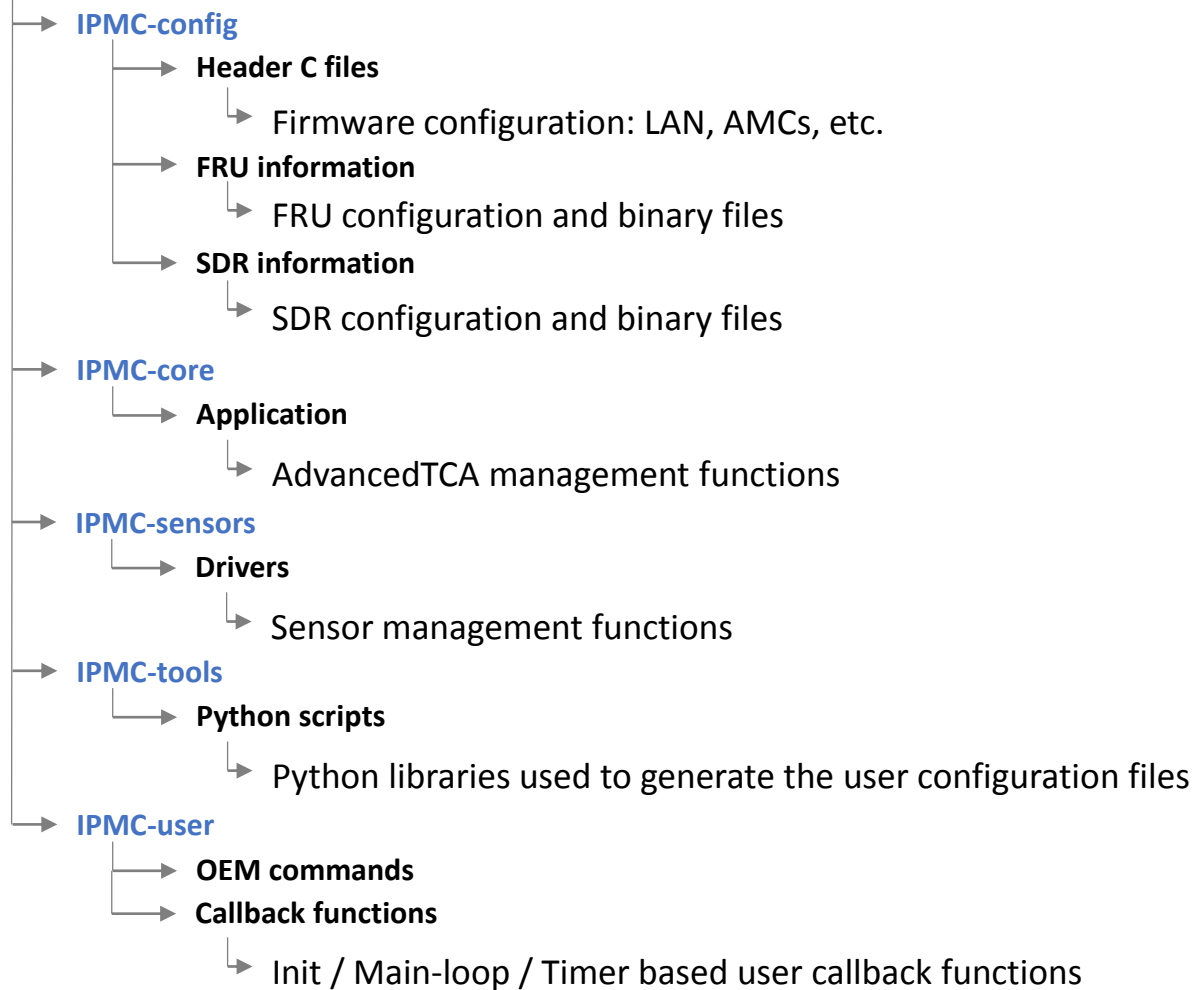 IPMC-config
Header C files
Firmware configuration: LAN, AMCs, etc.
FRU information
FRU configuration and binary files
SDR information
SDR configuration and binary files
IPMC-core
Application
AdvancedTCA management functions
IPMC-sensors
Drivers
Sensor management functions
IPMC-tools
Python scripts
Python libraries used to generate the user configuration files
IPMC-user
OEM commands
Callback functions
Init / Main-loop / Timer based user callback functions